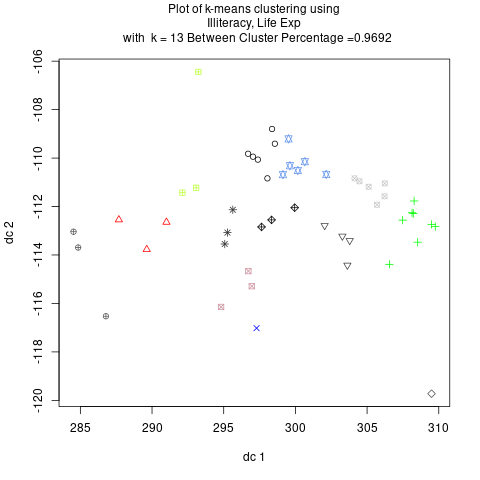 Plot of k-means clustering using
Illiteracy, Life Exp
with k = 13 Between Cluster Percentage =0.9692
-106
-108
-110
-112
-114
-116
-118
-120
dc 2
285 290 295 300 305 310
dc 1